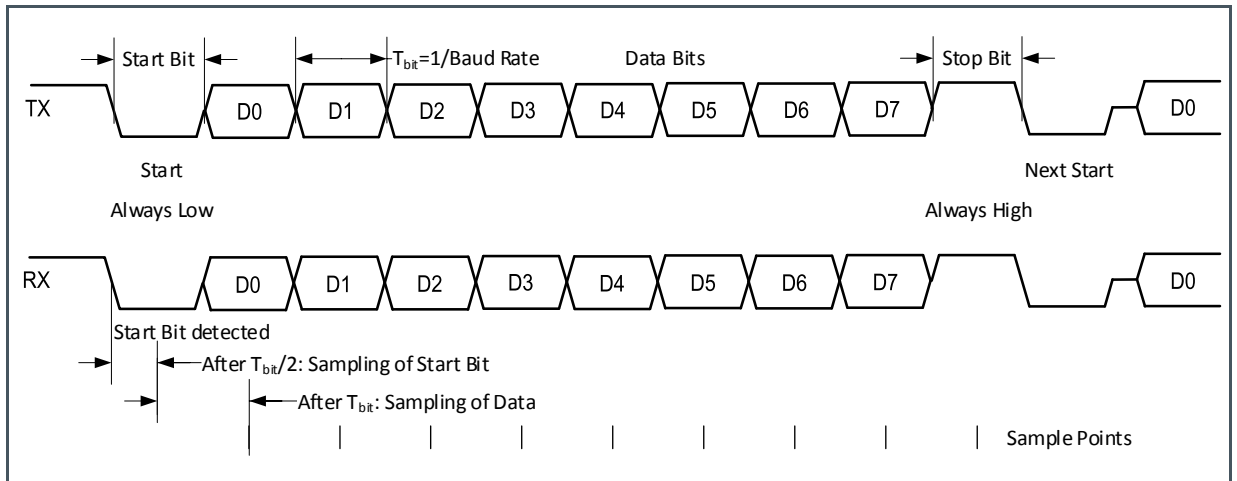 Start Bit
T_bit=1/Baud Rate
Data Bits
Stop Bit
TX
D0
D1
D2
D3
D4
D5
D6
D7
D0
Start
Next Start
Always Low
Always High
RX
D0
D1
D2
D3
D4
D5
D6
D7
D0
Start Bit detected
After T_bit/2: Sampling of Start Bit
After T_bit: Sampling of Data
Sample Points